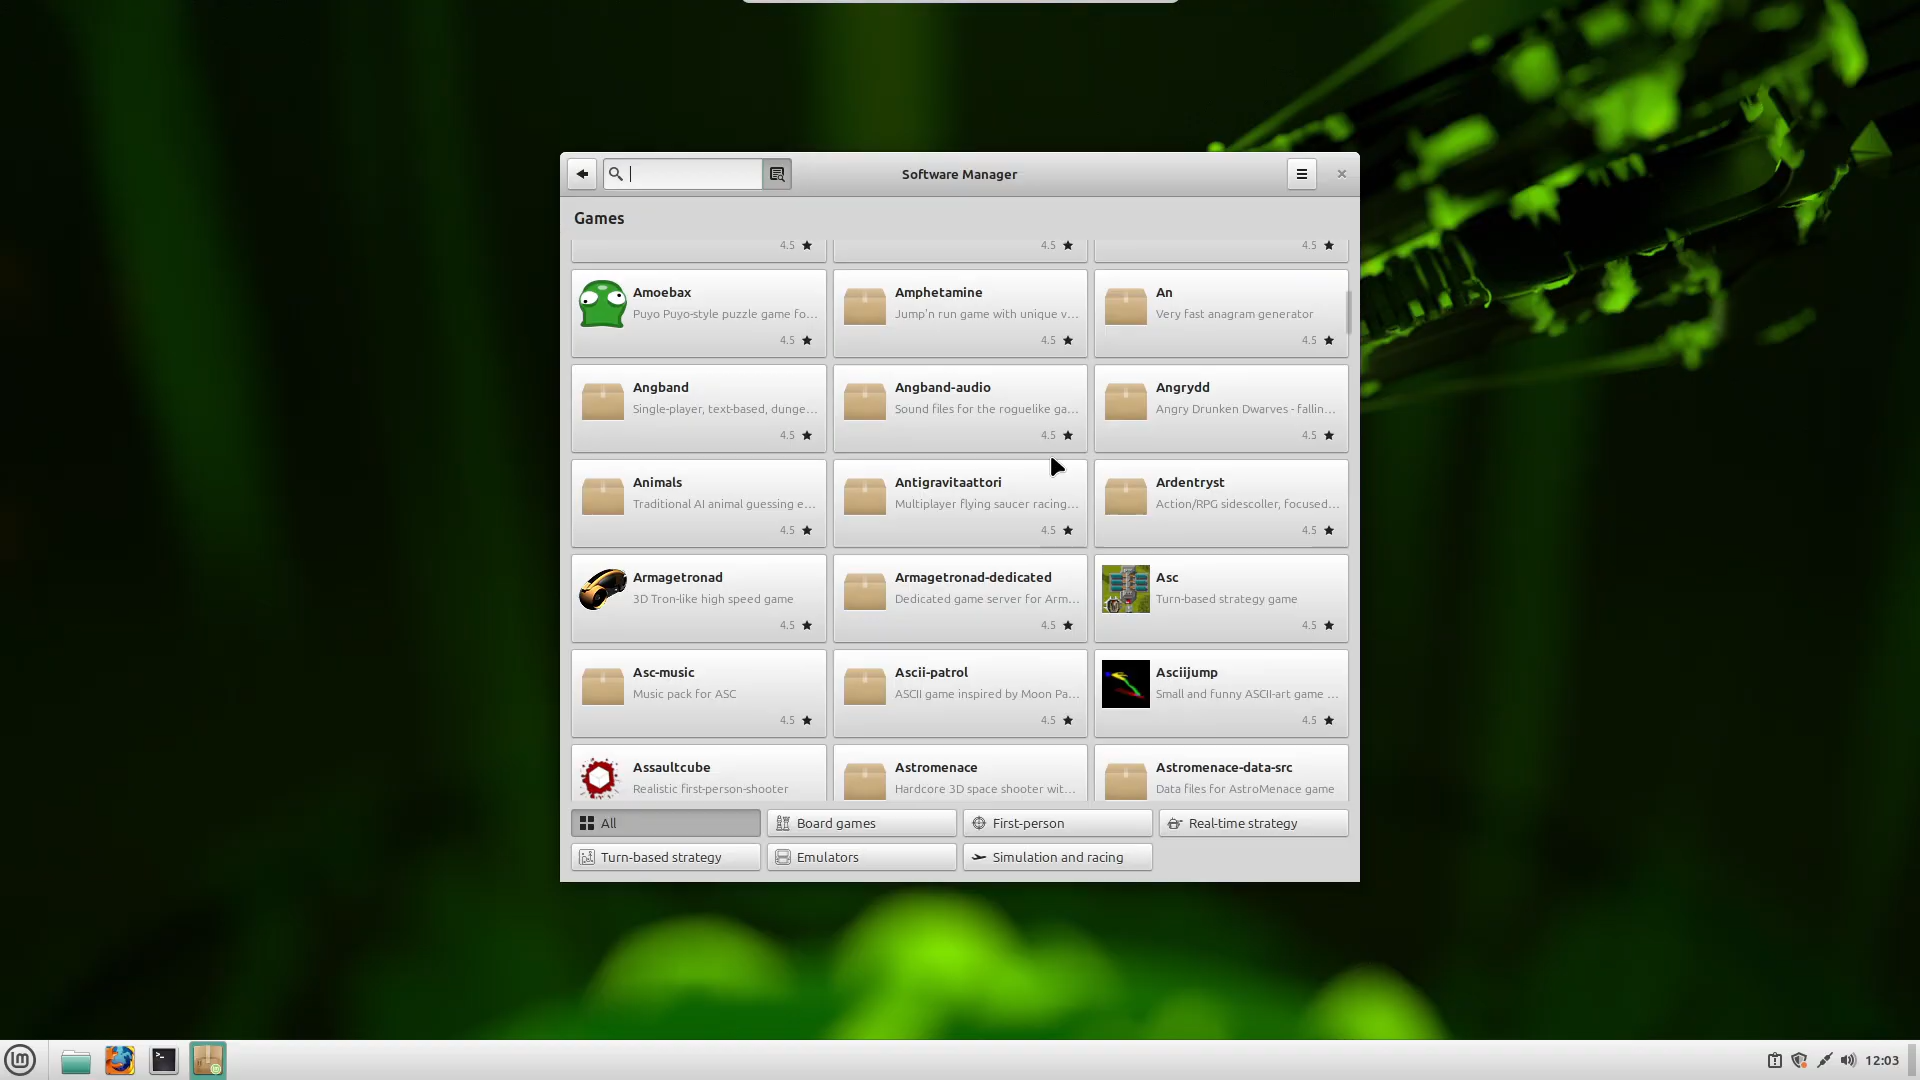 Software Manager
Games
4.5 4.5 4.5
Amoebax
Puyo Puyo-style puzzle game fo...
4.5
Amphetamine
Jump'n run game with unique v...
4.5
An
Very fast anagram generator
4.5
Angband
Single-player, text-based, dunge...
4.5
Angband-audio
Sound files for the roguelike ga...
4.5
Angrydd
Angry Drunken Dwarves - fallin...
4.5
Animals
Traditional AI animal guessing e...
4.5
Antigravitaattori
Multiplayer flying saucer racing...
4.5
Ardentryst
Action/RPG sidescoller, focused...
4.5
Armagetronad
3D Tron-like high speed game
4.5
Armagetronad-dedicated
Dedicated game server for Arm...
4.5
Asc
Turn-based strategy game
4.5
Asc-music
Music pack for ASC
4.5
Ascii-patrol
ASCII game inspired by Moon Pa...
4.5
Asciijump
Small and funny ASCII-art game ...
4.5
Assaultcube
Realistic first-person-shooter
Astromenace
Hardcore 3D space shooter wit...
Astromenace-data-src
Data files for AstroMenace game
All
Board games
First-person
Real-time strategy
Turn-based strategy
Emulators
Simulation and racing
12:03